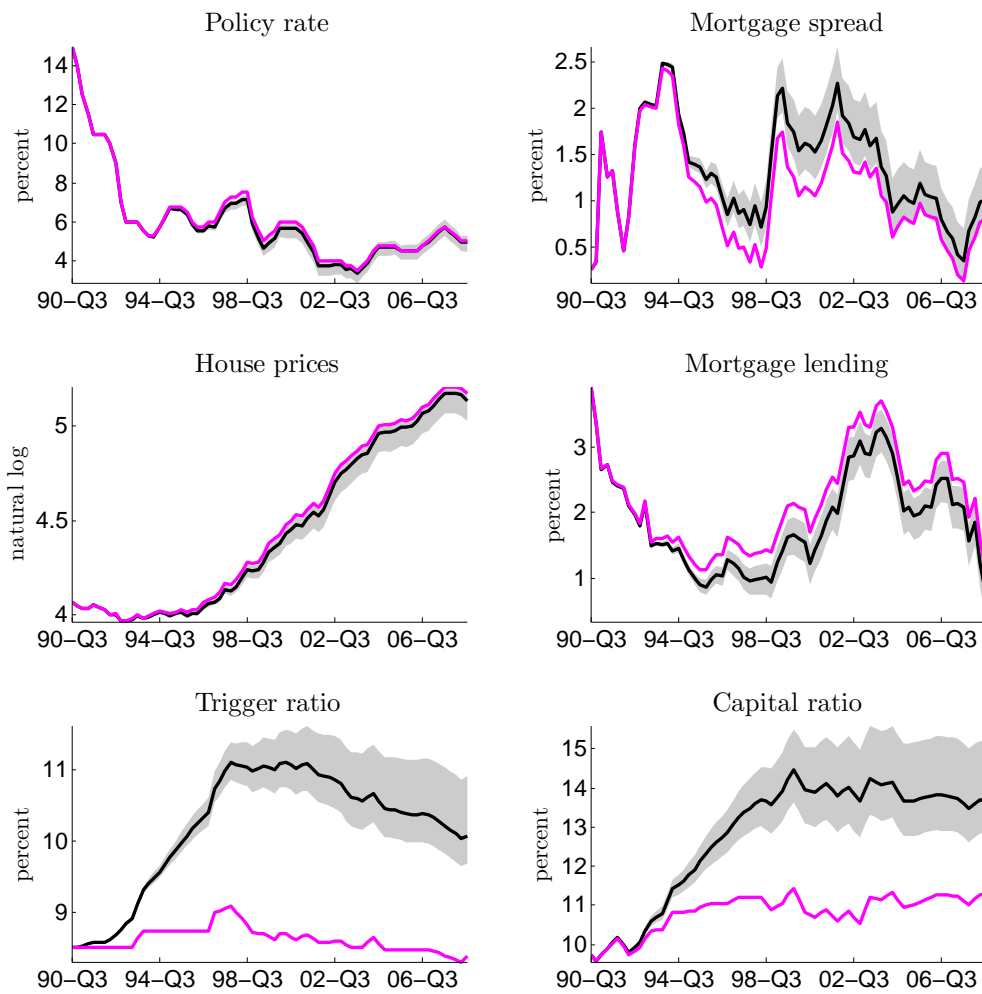 Policy rate
percent
14
12
10
8
6
4
90−Q3 94−Q3 98−Q3 02−Q3 06−Q3
Mortgage spread
percent
2.5
2
1.5
1
0.5
90−Q3 94−Q3 98−Q3 02−Q3 06−Q3
House prices
natural log
5
4.5
4
90−Q3 94−Q3 98−Q3 02−Q3 06−Q3
Mortgage lending
percent
3
2
1
90−Q3 94−Q3 98−Q3 02−Q3 06−Q3
Trigger ratio
percent
11
10
9
90−Q3 94−Q3 98−Q3 02−Q3 06−Q3
Capital ratio
percent
15
14
13
12
11
10
90−Q3 94−Q3 98−Q3 02−Q3 06−Q3